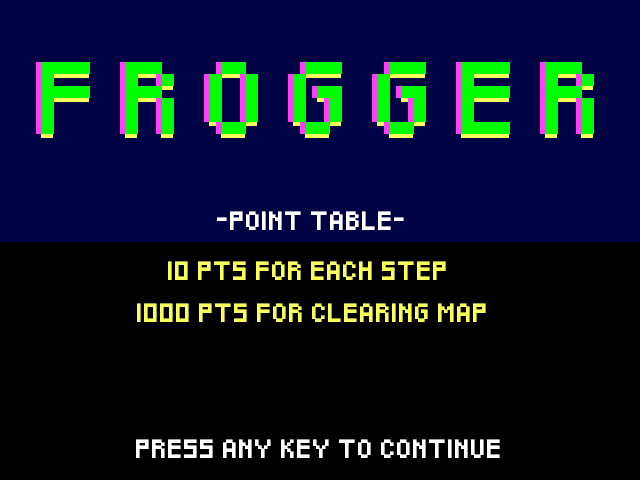 FROGGER
-POINT TABLE-
10 PTS FOR EACH STEP
1000 PTS FOR CLEARING MAP
PRESS ANY KEY TO CONTINUE